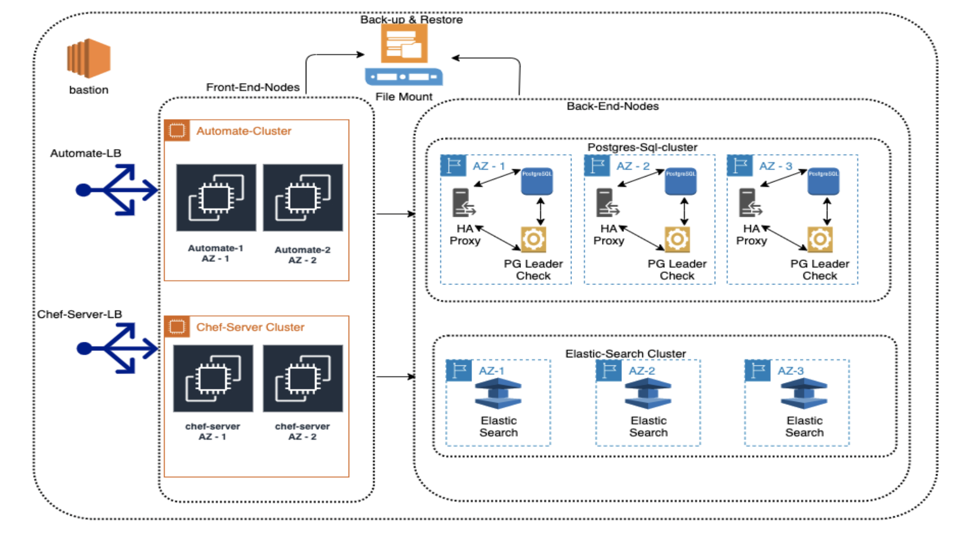 Back-up & Restore
File Mount
bastion
Front-End-Nodes
Back-End-Nodes
Automate-LB
Automate-Cluster
Automate-1
AZ - 1
Automate-2
AZ - 2
Chef-Server-LB
Chef-Server Cluster
chef-server
AZ - 1
chef-server
AZ - 2
Postgres-Sql-cluster
AZ - 1
PostgreSQL
HA
Proxy
PG Leader
Check
AZ - 2
PostgreSQL
HA
Proxy
PG Leader
Check
AZ - 3
PostgreSQL
HA
Proxy
PG Leader
Check
Elastic-Search Cluster
AZ-1
Elastic
Search
AZ-2
Elastic
Search
AZ-3
Elastic
Search